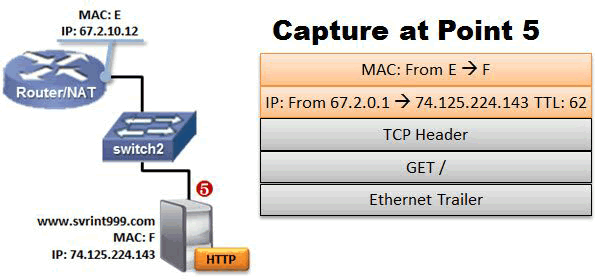 MAC: E
IP: 67.2.10.12
Router/NAT
switch2
5
www.svrint999.com
MAC: F
IP: 74.125.224.143
HTTP
Capture at Point 5
MAC: From E → F
IP: From 67.2.0.1 → 74.125.224.143 TTL: 62
TCP Header
GET /
Ethernet Trailer